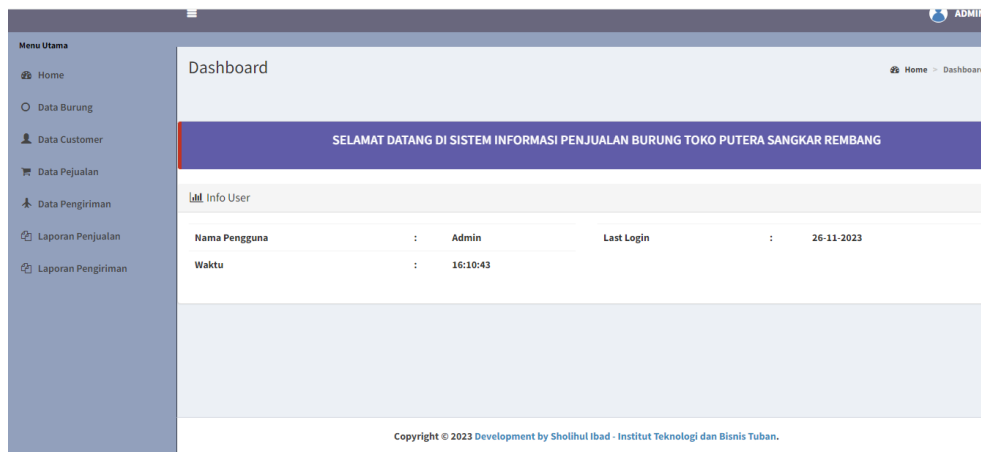 ADMIN
Menu Utama
Home
Data Burung
Data Customer
Data Pejualan
Data Pengiriman
Laporan Penjualan
Laporan Pengiriman
Dashboard
Home > Dashboard
SELAMAT DATANG DI SISTEM INFORMASI PENJUALAN BURUNG TOKO PUTERA SANGKAR REMBANG
Info User
Nama Pengguna : Admin Last Login : 26-11-2023
Waktu : 16:10:43
Copyright © 2023 Development by Sholihul Ibad - Institut Teknologi dan Bisnis Tuban.